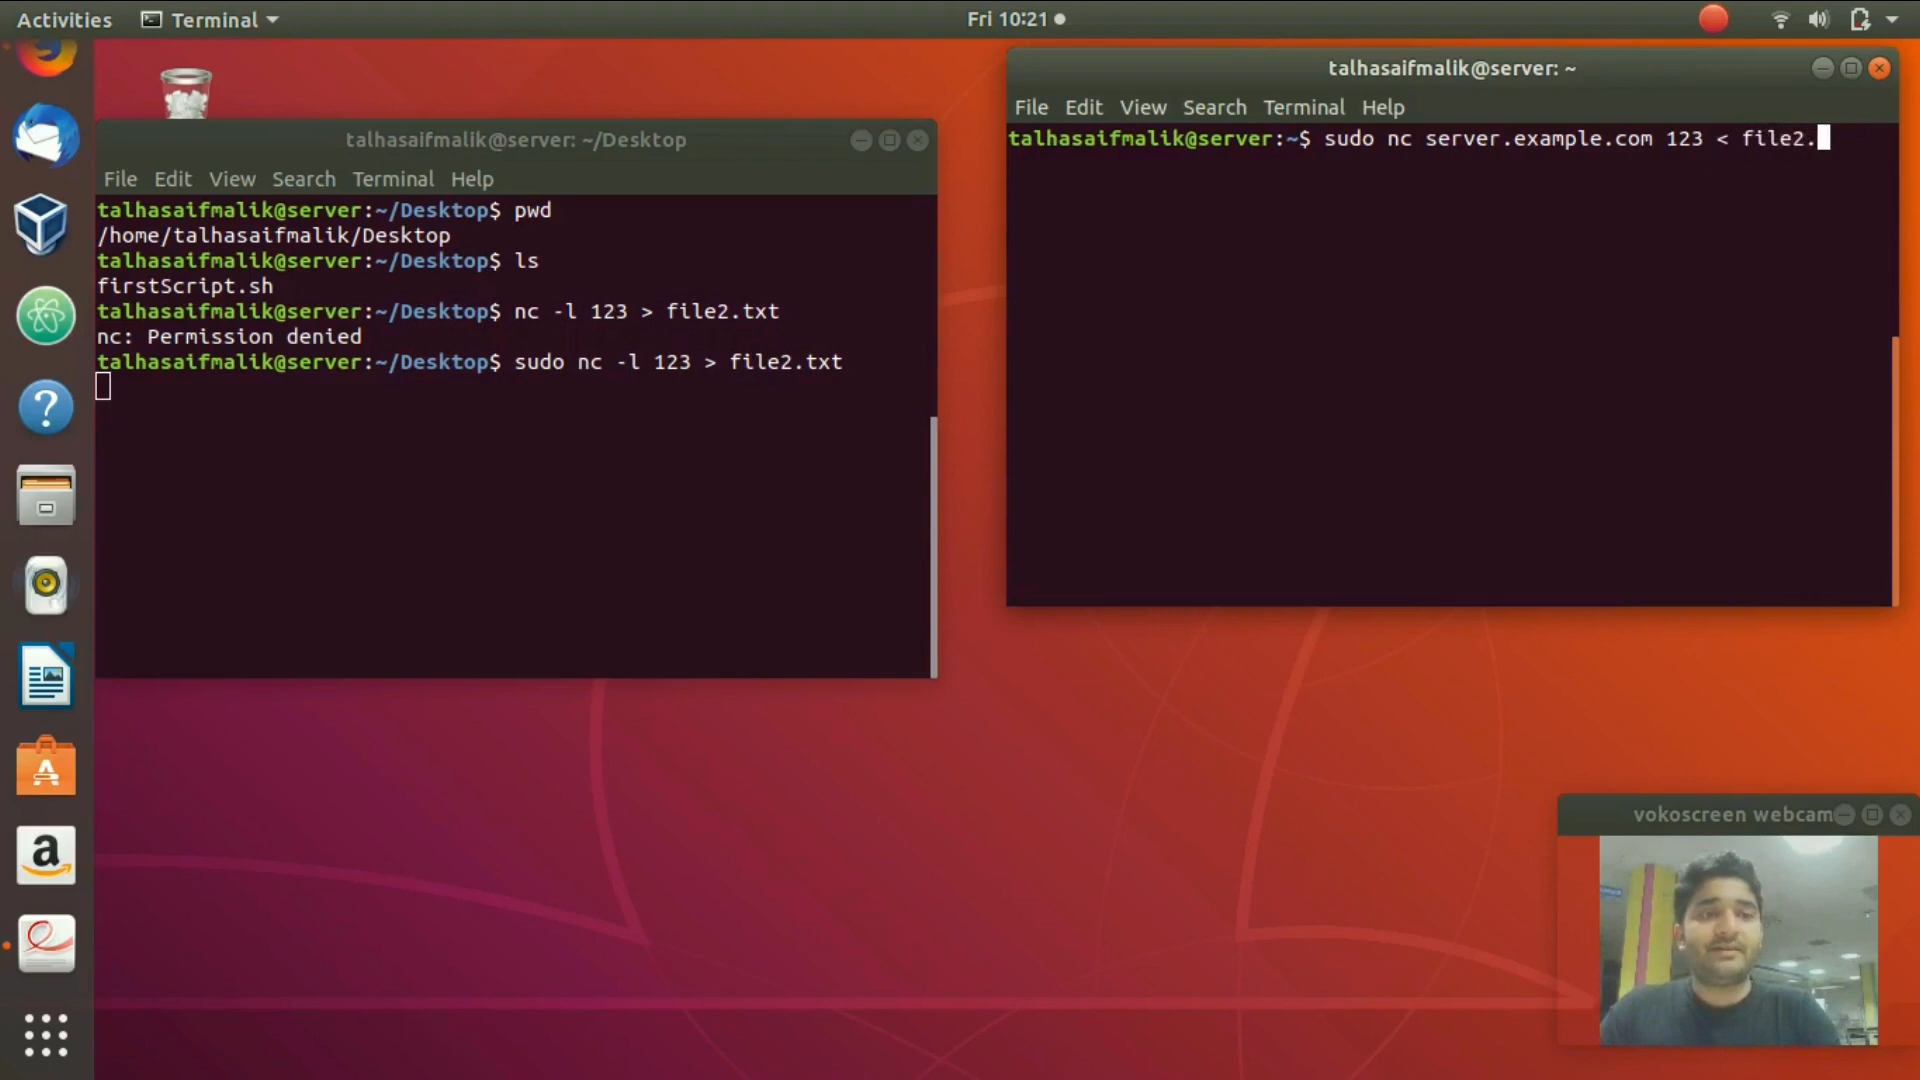 Activities Terminal Fri 10:21
talhasaifmalik@server: ~/Desktop
File Edit View Search Terminal Help
talhasaifmalik@server:~/Desktop$ pwd
/home/talhasaifmalik/Desktop
talhasaifmalik@server:~/Desktop$ ls
firstScript.sh
talhasaifmalik@server:~/Desktop$ nc -l 123 > file2.txt
nc: Permission denied
talhasaifmalik@server:~/Desktop$ sudo nc -l 123 > file2.txt
talhasaifmalik@server: ~
File Edit View Search Terminal Help
talhasaifmalik@server:~$ sudo nc server.example.com 123 < file2.
vokoscreen webcam